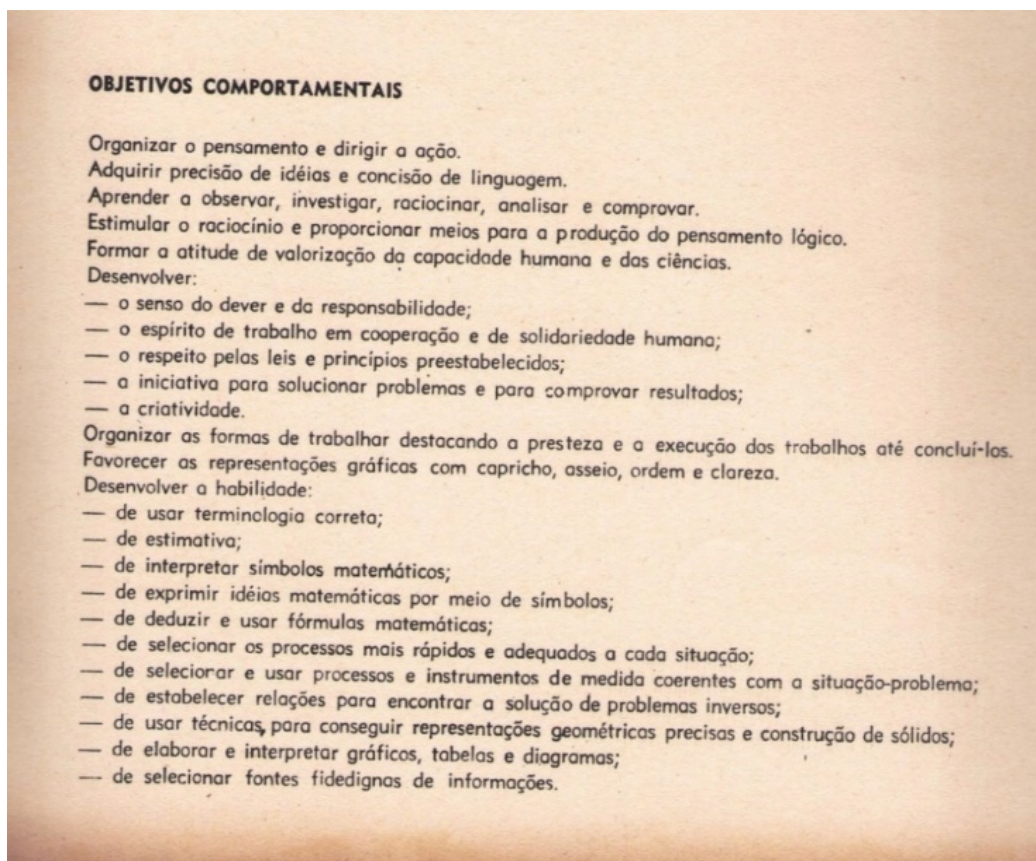 OBJETIVOS COMPORTAMENTAIS
Organizar o pensamento e dirigir a ação.
Adquirir precisão de idéias e concisão de linguagem.
Aprender a observar, investigar, raciocinar, analisar e comprovar.
Estimular o raciocínio e proporcionar meios para a produção do pensamento lógico.
Formar a atitude de valorização da capacidade humana e das ciências.
Desenvolver:
— o senso do dever e da responsabilidade;
— o espírito de trabalho em cooperação e de solidariedade humana;
— o respeito pelas leis e princípios preestabelecidos;
— a iniciativa para solucionar problemas e para comprovar resultados;
— a criatividade.
Organizar as formas de trabalhar destacando a presteza e a execução dos trabalhos até concluí-los.
Favorecer as representações gráficas com capricho, asseio, ordem e clareza.
Desenvolver a habilidade:
— de usar terminologia correta;
— de estimativa;
— de interpretar símbolos matemáticos;
— de exprimir idéias matemáticas por meio de símbolos;
— de deduzir e usar fórmulas matemáticas;
— de selecionar os processos mais rápidos e adequados a cada situação;
— de selecionar e usar processos e instrumentos de medida coerentes com a situação-problema;
— de estabelecer relações para encontrar a solução de problemas inversos;
— de usar técnicas para conseguir representações geométricas precisas e construção de sólidos;
— de elaborar e interpretar gráficos, tabelas e diagramas;
— de selecionar fontes fidedignas de informações.